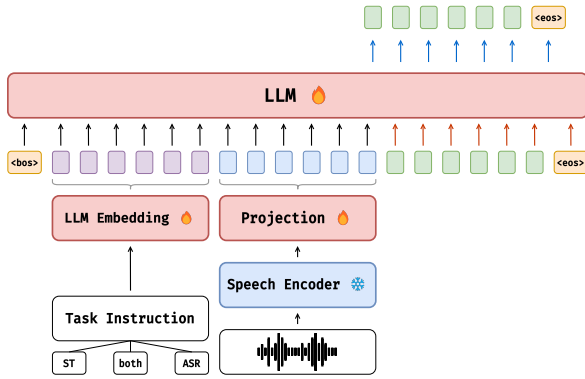 <eos>
LLM
<bos>
<eos>
LLM Embedding
Projection
Speech Encoder
Task Instruction
ST
both
ASR